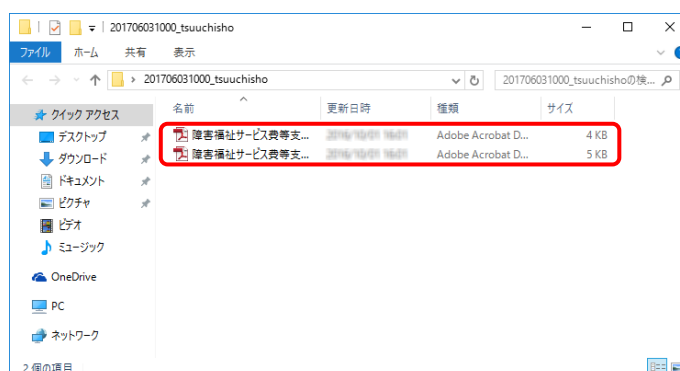 201706031000_tsuuchisho
ファイル ホーム 共有 表示
201706031000_tsuuchisho 201706031000_tsuuchishoの検...
名前 更新日時 種類 サイズ
クイック アクセス
デスクトップ
ダウンロード
ドキュメント
ピクチャ
ビデオ
ミュージック
OneDrive
PC
ネットワーク
障害福祉サービス費等支... Adobe Acrobat D... 4 KB
障害福祉サービス費等支... Adobe Acrobat D... 5 KB
2 個の項目